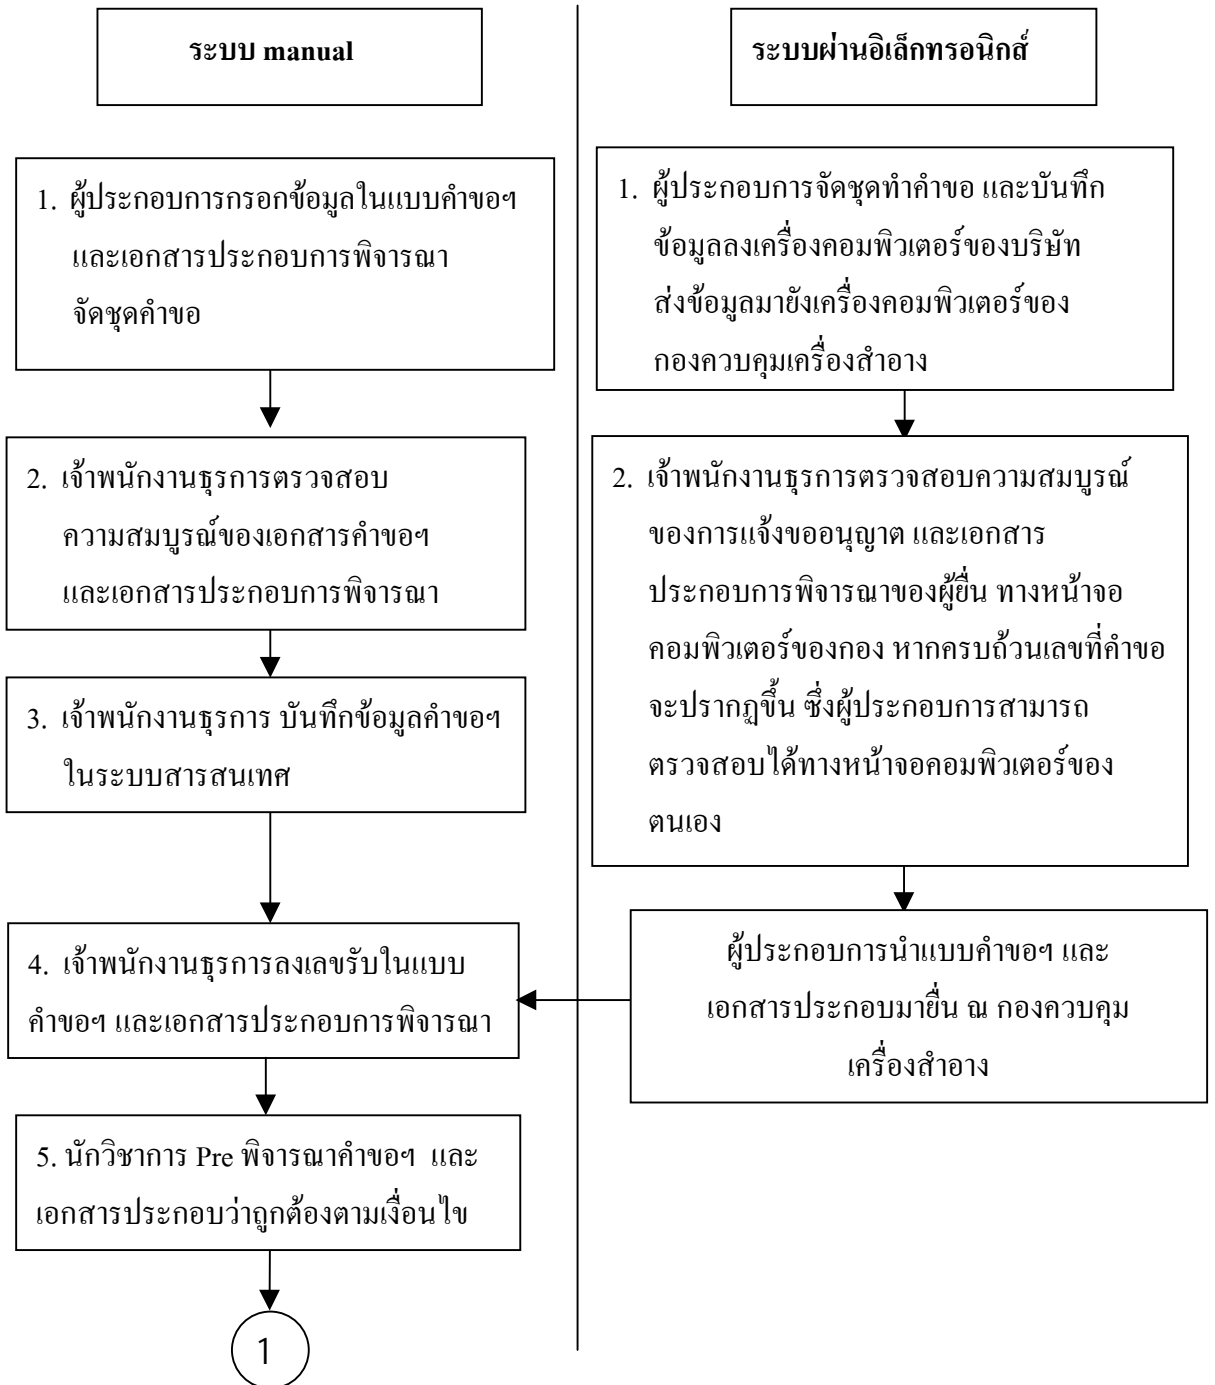 ระบบ manual
1. ผู้ประกอบการกรอกข้อมูลในแบบคำขอฯ
และเอกสารประกอบการพิจารณา
จัดชุดคำขอ
2. เจ้าพนักงานธุรการตรวจสอบ
ความสมบูรณ์ของเอกสารคำขอฯ
และเอกสารประกอบการพิจารณา
3. เจ้าพนักงานธุรการ บันทึกข้อมูลคำขอฯ
ในระบบสารสนเทศ
4. เจ้าพนักงานธุรการลงเลขรับในแบบ
คำขอฯ และเอกสารประกอบการพิจารณา
5. นักวิชาการ Pre พิจารณาคำขอฯ และ
เอกสารประกอบว่าถูกต้องตามเงื่อนไข
1
ระบบผ่านอิเล็กทรอนิกส์
1. ผู้ประกอบการจัดชุดทำคำขอ และบันทึก
ข้อมูลลงเครื่องคอมพิวเตอร์ของบริษัท
ส่งข้อมูลมายังเครื่องคอมพิวเตอร์ของ
กองควบคุมเครื่องสำอาง
2. เจ้าพนักงานธุรการตรวจสอบความสมบูรณ์
ของการแจ้งขออนุญาต และเอกสาร
ประกอบการพิจารณาของผู้ยื่น ทางหน้าจอ
คอมพิวเตอร์ของกอง หากครบถ้วนเลขที่คำขอ
จะปรากฏขึ้น ซึ่งผู้ประกอบการสามารถ
ตรวจสอบได้ทางหน้าจอคอมพิวเตอร์ของ
ตนเอง
ผู้ประกอบการนำแบบคำขอฯ และ
เอกสารประกอบมายื่น ณ กองควบคุม
เครื่องสำอาง